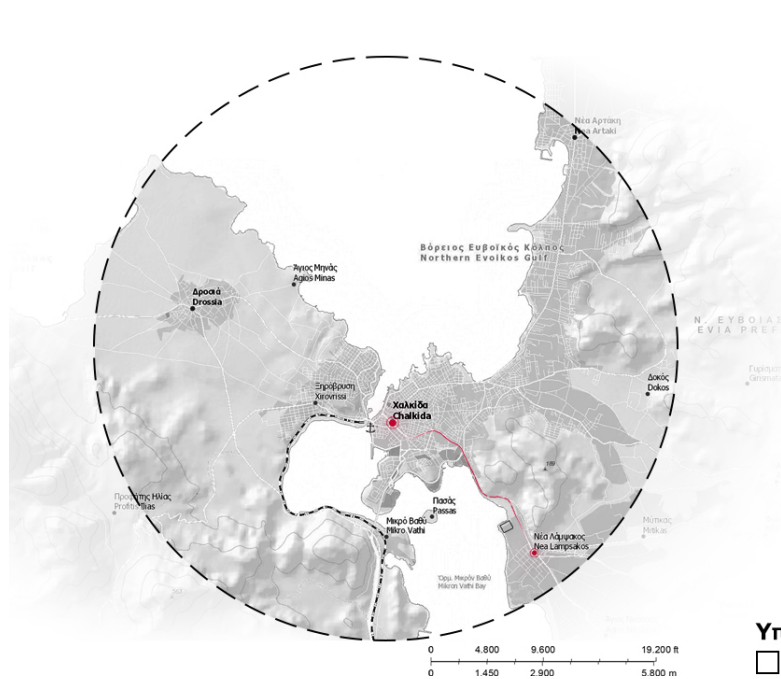 Νέα Αρτάκη
Nea Artaki
Βόρειος Ευβοϊκός Κόλπος
Northern Evoikos Gulf
Άγιος Μηνάς
Agios Minas
Δροσιά
Drossia
Ν. ΕΥΒΟΙΑΣ
EVIA PREF
Δοκός
Dokos
Ξηρόβρυση
Xirovrissi
Χαλκίδα
Chalkida
189
Προφήτης Ηλίας
Profitis Ilias
Πασάς
Passas
Μικρό Βαθύ
Mikro Vathi
Μύτικας
Mitikas
Νέα Λάμψακος
Nea Lampsakos
Όρμ. Μικρόν Βαθύ
Mikron Vathi Bay
0 4.800 9.600 19.200 ft
0 1.450 2.900 5.800 m